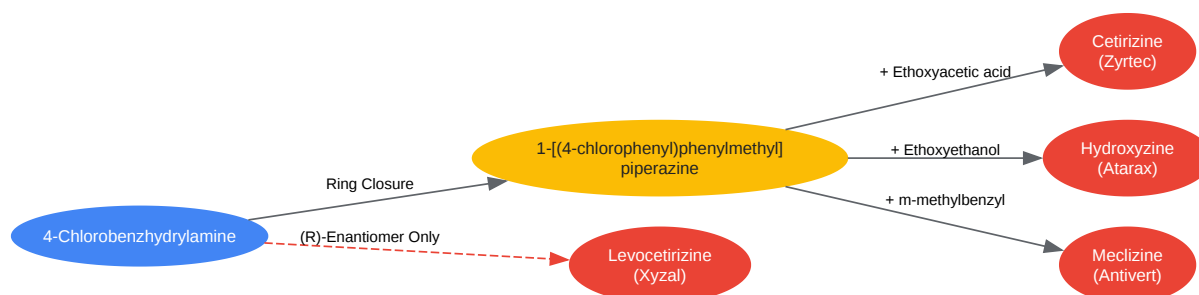 Cetirizine
(Zyrtec)
+ Ethoxyacetic acid
1-[(4-chlorophenyl)phenylmethyl]
piperazine
+ Ethoxyethanol
Hydroxyzine
(Atarax)
Ring Closure
+ m-methylbenzyl
4-Chlorobenzhydrylamine
(R)-Enantiomer Only
Levocetirizine
(Xyzal)
Meclizine
(Antivert)